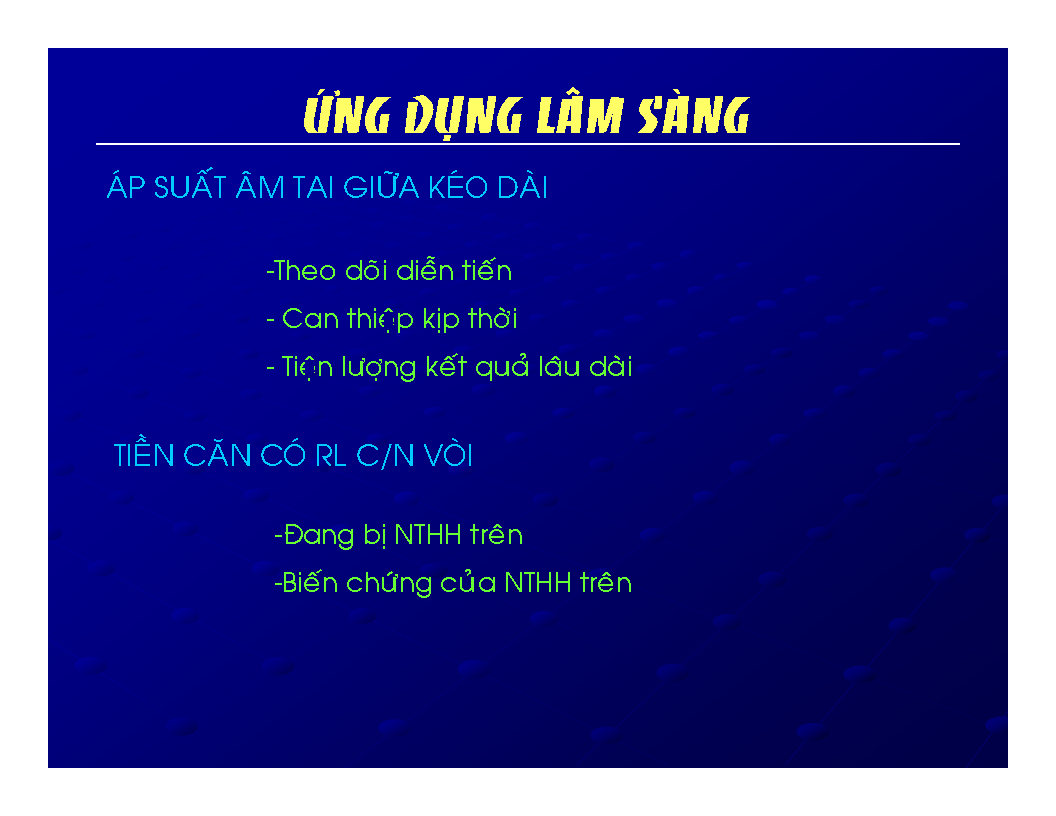 ỨNG DỤNG LÂM SÀNG
ÁP SUẤT ÂM TAI GIỮA KÉO DÀI
-Theo dõi diễn tiến
- Can thiệp kịp thời
- Tiện lượng kết quả lâu dài
TIỀN CĂN CÓ RL C/N VÒI
-Đang bị NTHH trên
-Biến chứng của NTHH trên